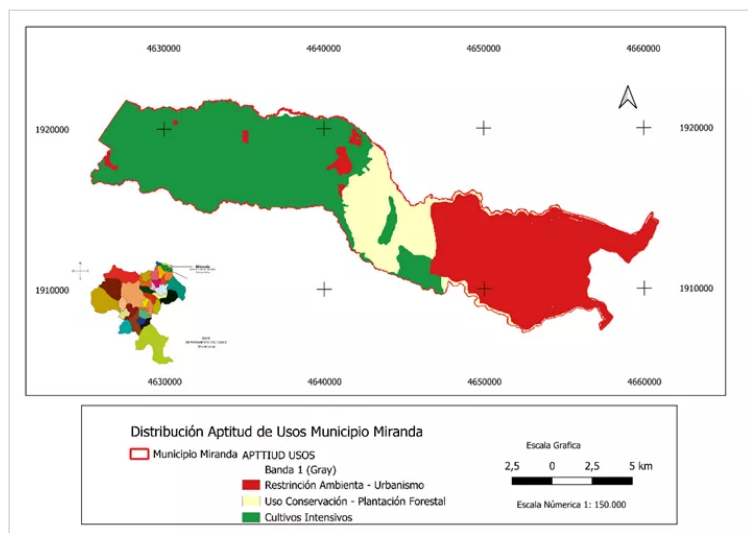 4630000 4640000 4650000 4660000
1920000 1920000
1910000 1910000
Miranda
4630000 4640000 4650000 4660000
Distribución Aptitud de Usos Municipio Miranda
Municipio Miranda APTTIUD USOS
Banda 1 (Gray)
Restrinción Ambienta - Urbanismo
Uso Conservación - Plantación Forestal
Cultivos Intensivos
Escala Grafica
2,5 0 2,5 5 km
Escala Númerica 1: 150.000